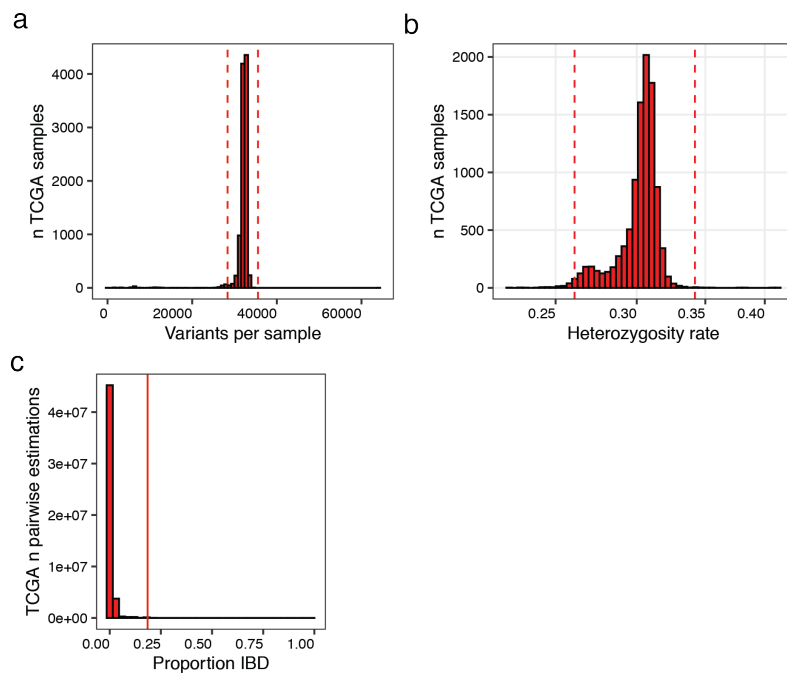 a
n TCGA samples
4000
3000
2000
1000
0
0 20000 40000 60000
Variants per sample
b
n TCGA samples
2000
1500
1000
500
0
0.25 0.30 0.35 0.40
Heterozygosity rate
c
TCGA n pairwise estimations
4e+07
3e+07
2e+07
1e+07
0e+00
0.00 0.25 0.50 0.75 1.00
Proportion IBD